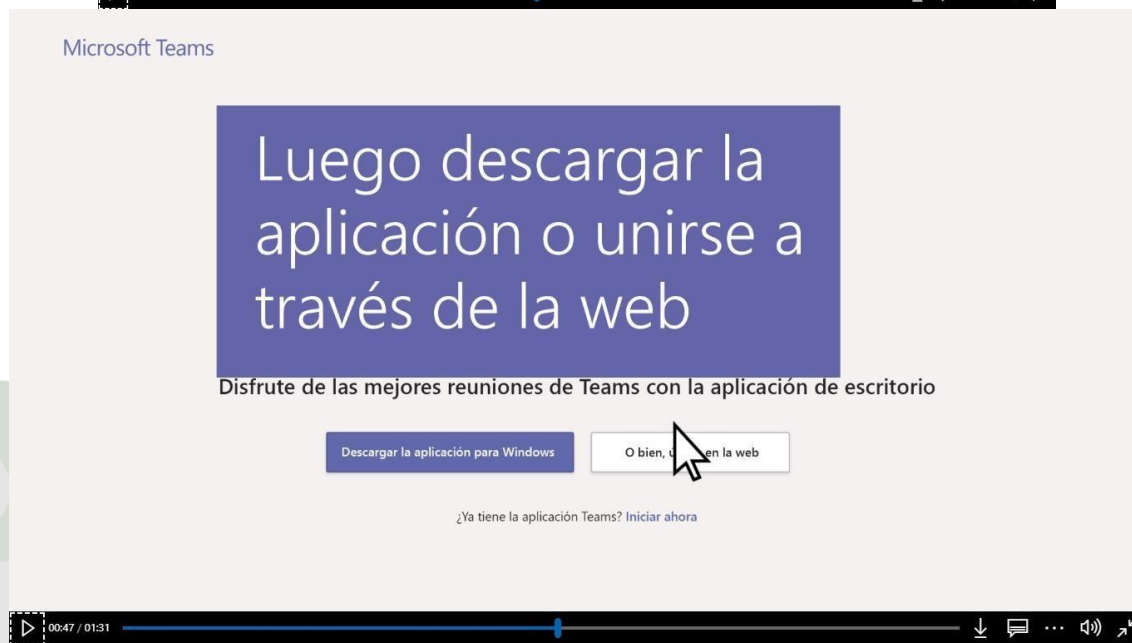 Microsoft Teams
Luego descargar la
aplicación o unirse a
través de la web
Disfrute de las mejores reuniones de Teams con la aplicación de escritorio
Descargar la aplicación para Windows
O bien, en la web
¿Ya tiene la aplicación Teams? Iniciar ahora
00:47 / 01:31